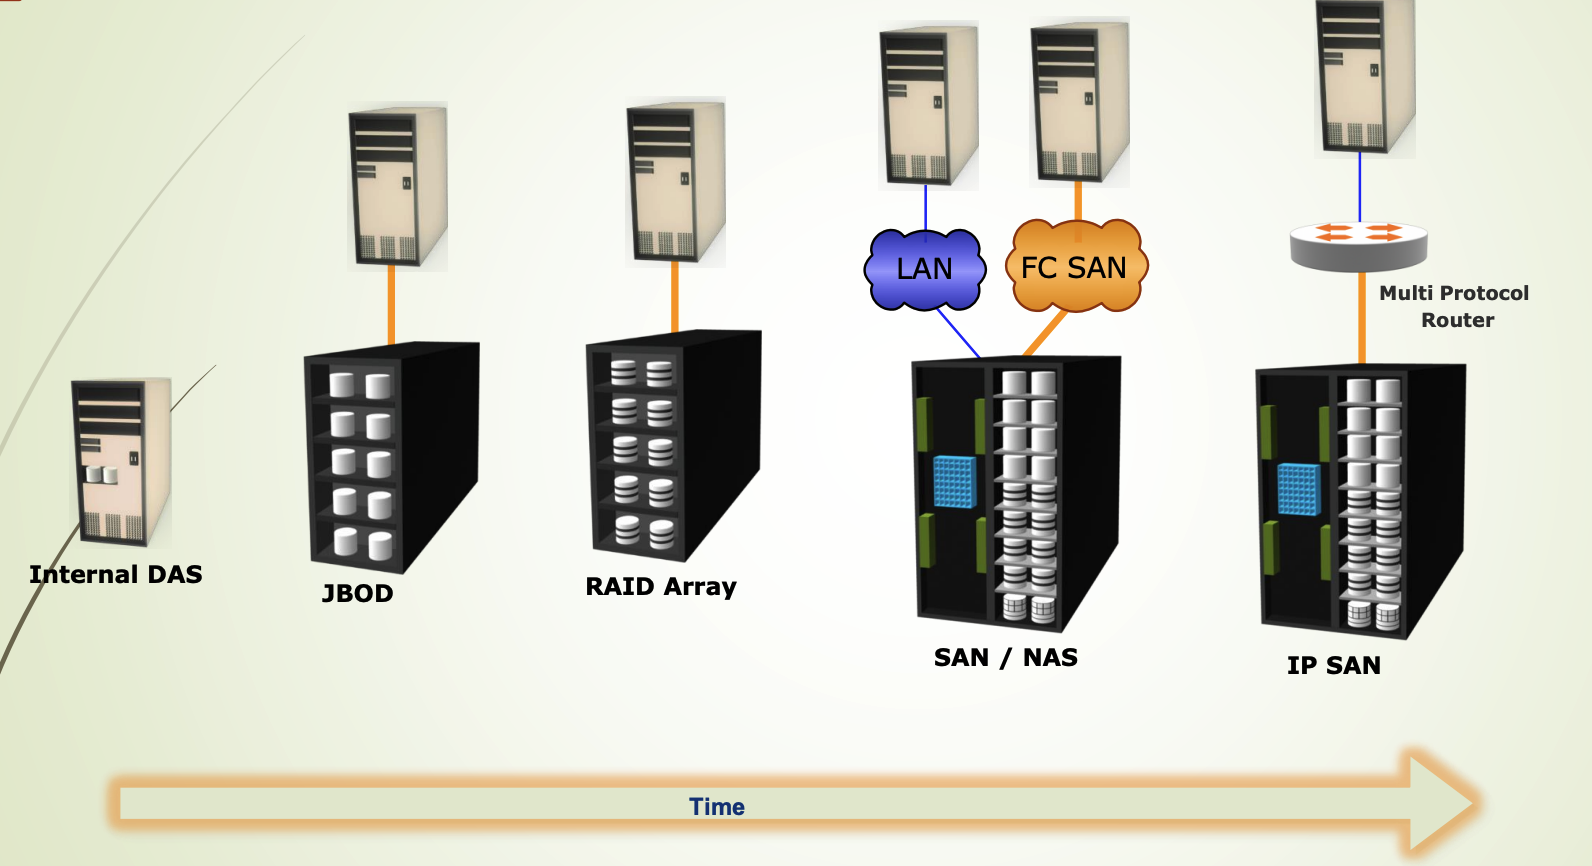 LAN
FC SAN
Multi Protocol
Router
Internal DAS
JBOD
RAID Array
SAN / NAS
IP SAN
Time